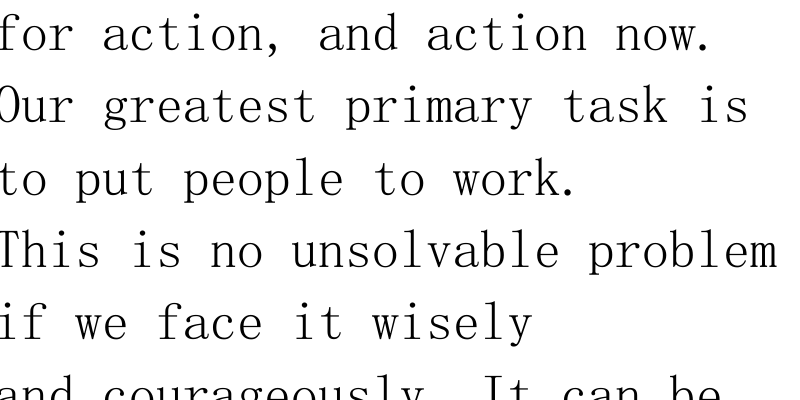 for action, and action now.
Our greatest primary task is
to put people to work.
This is no unsolvable problem
if we face it wisely
and courageously. It can be